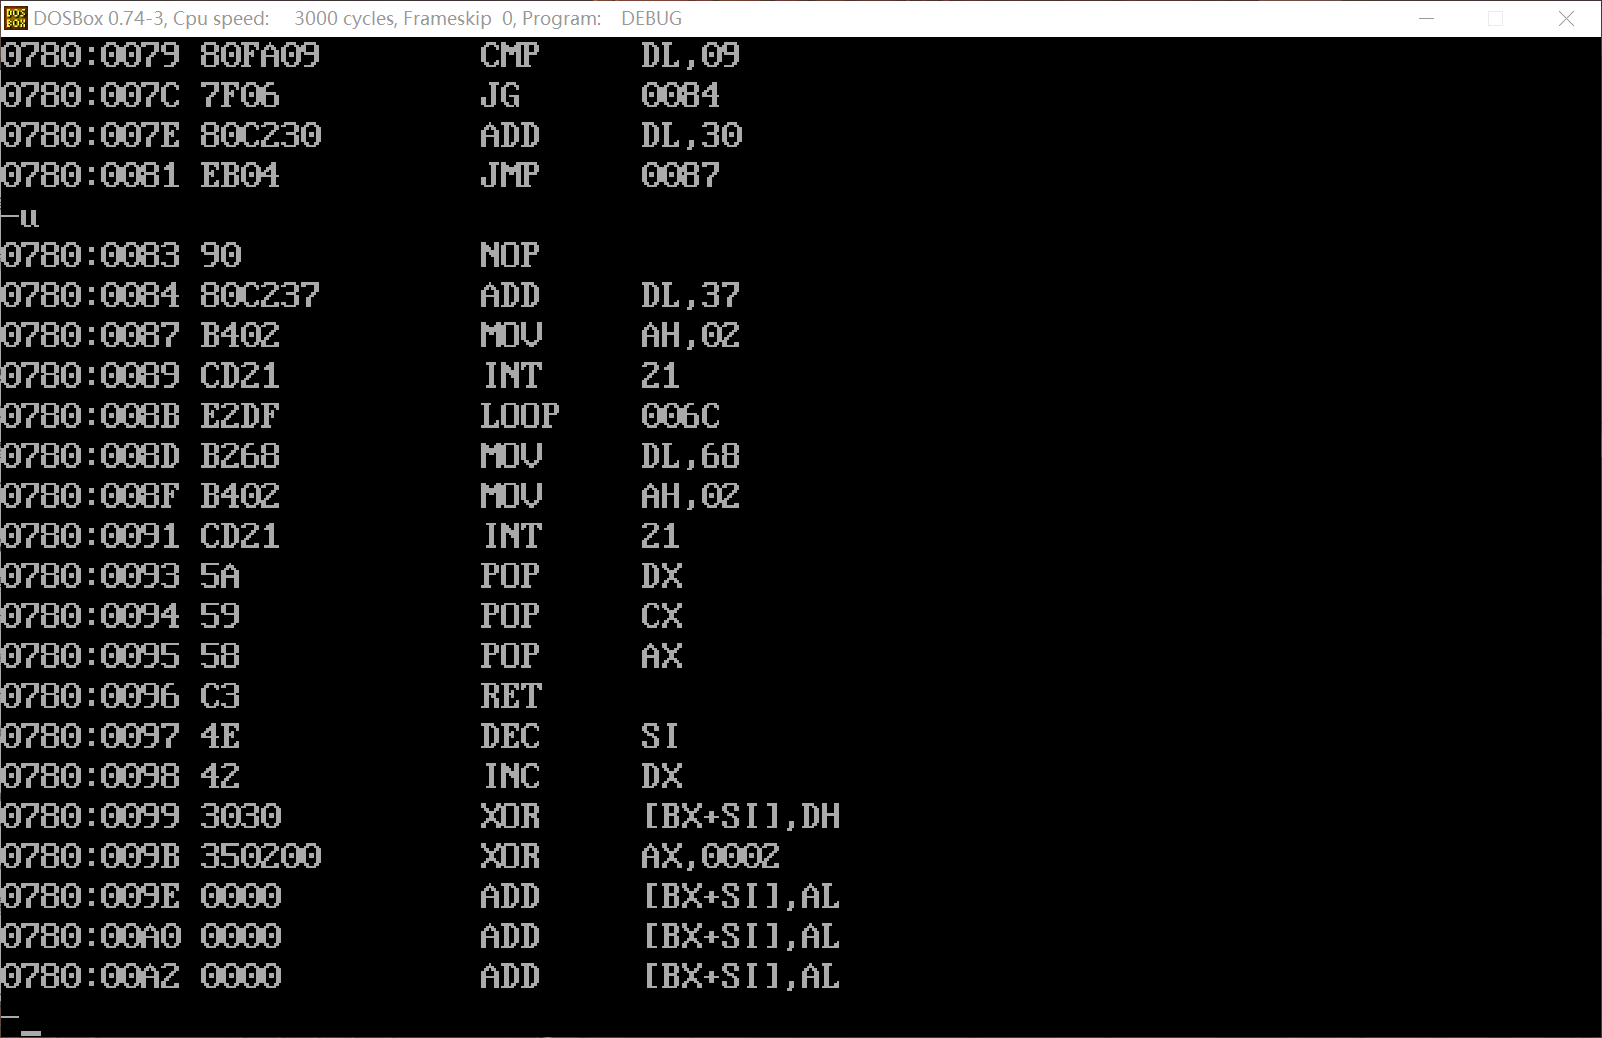 DOS BOX DOSBox 0.74-3, Cpu speed: 3000 cycles, Frameskip 0, Program: DEBUG
0780:0079 80FA09 CMP DL,09
0780:007C 7F06 JG 0084
0780:007E 80C230 ADD DL,30
0780:0081 EB04 JMP 0087
-u
0780:0083 90 NOP
0780:0084 80C237 ADD DL,37
0780:0087 B402 MOV AH,02
0780:0089 CD21 INT 21
0780:008B E2DF LOOP 006C
0780:008D B268 MOV DL,68
0780:008F B402 MOV AH,02
0780:0091 CD21 INT 21
0780:0093 5A POP DX
0780:0094 59 POP CX
0780:0095 58 POP AX
0780:0096 C3 RET
0780:0097 4E DEC SI
0780:0098 42 INC DX
0780:0099 3030 XOR [BX+SI],DH
0780:009B 350200 XOR AX,0002
0780:009E 0000 ADD [BX+SI],AL
0780:00A0 0000 ADD [BX+SI],AL
0780:00A2 0000 ADD [BX+SI],AL
-_